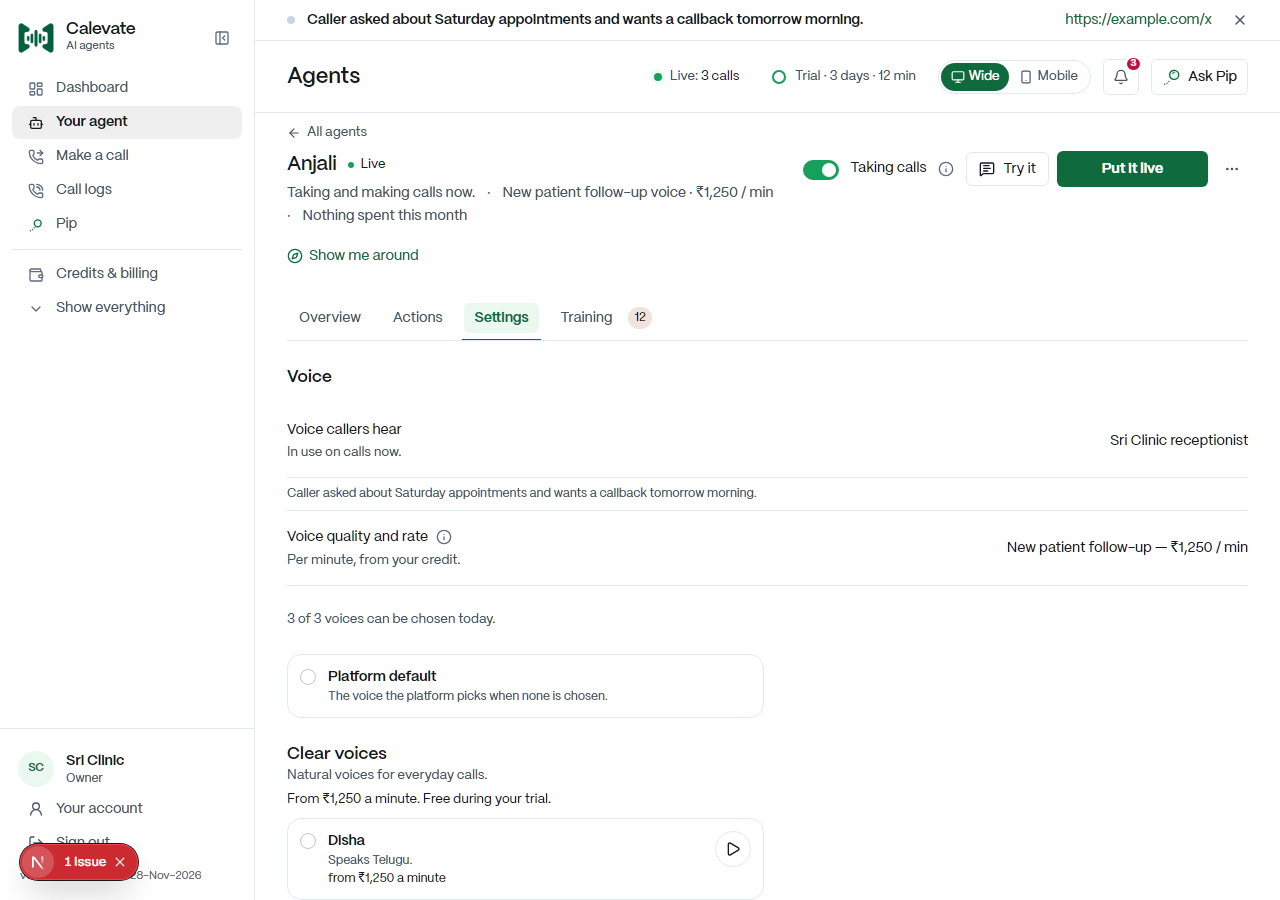 Calevate
AI agents
Dashboard
Your agent
Make a call
Call logs
Pip
Credits & billing
Show everything
SC
Sri Clinic
Owner
Your account
Sign out
N 1 Issue
28-Nov-2026
Caller asked about Saturday appointments and wants a callback tomorrow morning.
https://example.com/x
Agents
Live: 3 calls
Trial · 3 days · 12 min
Wide
Mobile
3
Ask Pip
All agents
Anjali
Live
Taking and making calls now. · New patient follow-up voice · ₹1,250 / min
· Nothing spent this month
Taking calls
Try it
Put it live
Show me around
Overview
Actions
Settings
Training
12
Voice
Voice callers hear
In use on calls now.
Sri Clinic receptionist
Caller asked about Saturday appointments and wants a callback tomorrow morning.
Voice quality and rate
Per minute, from your credit.
New patient follow-up — ₹1,250 / min
3 of 3 voices can be chosen today.
Platform default
The voice the platform picks when none is chosen.
Clear voices
Natural voices for everyday calls.
From ₹1,250 a minute. Free during your trial.
Disha
Speaks Telugu.
from ₹1,250 a minute